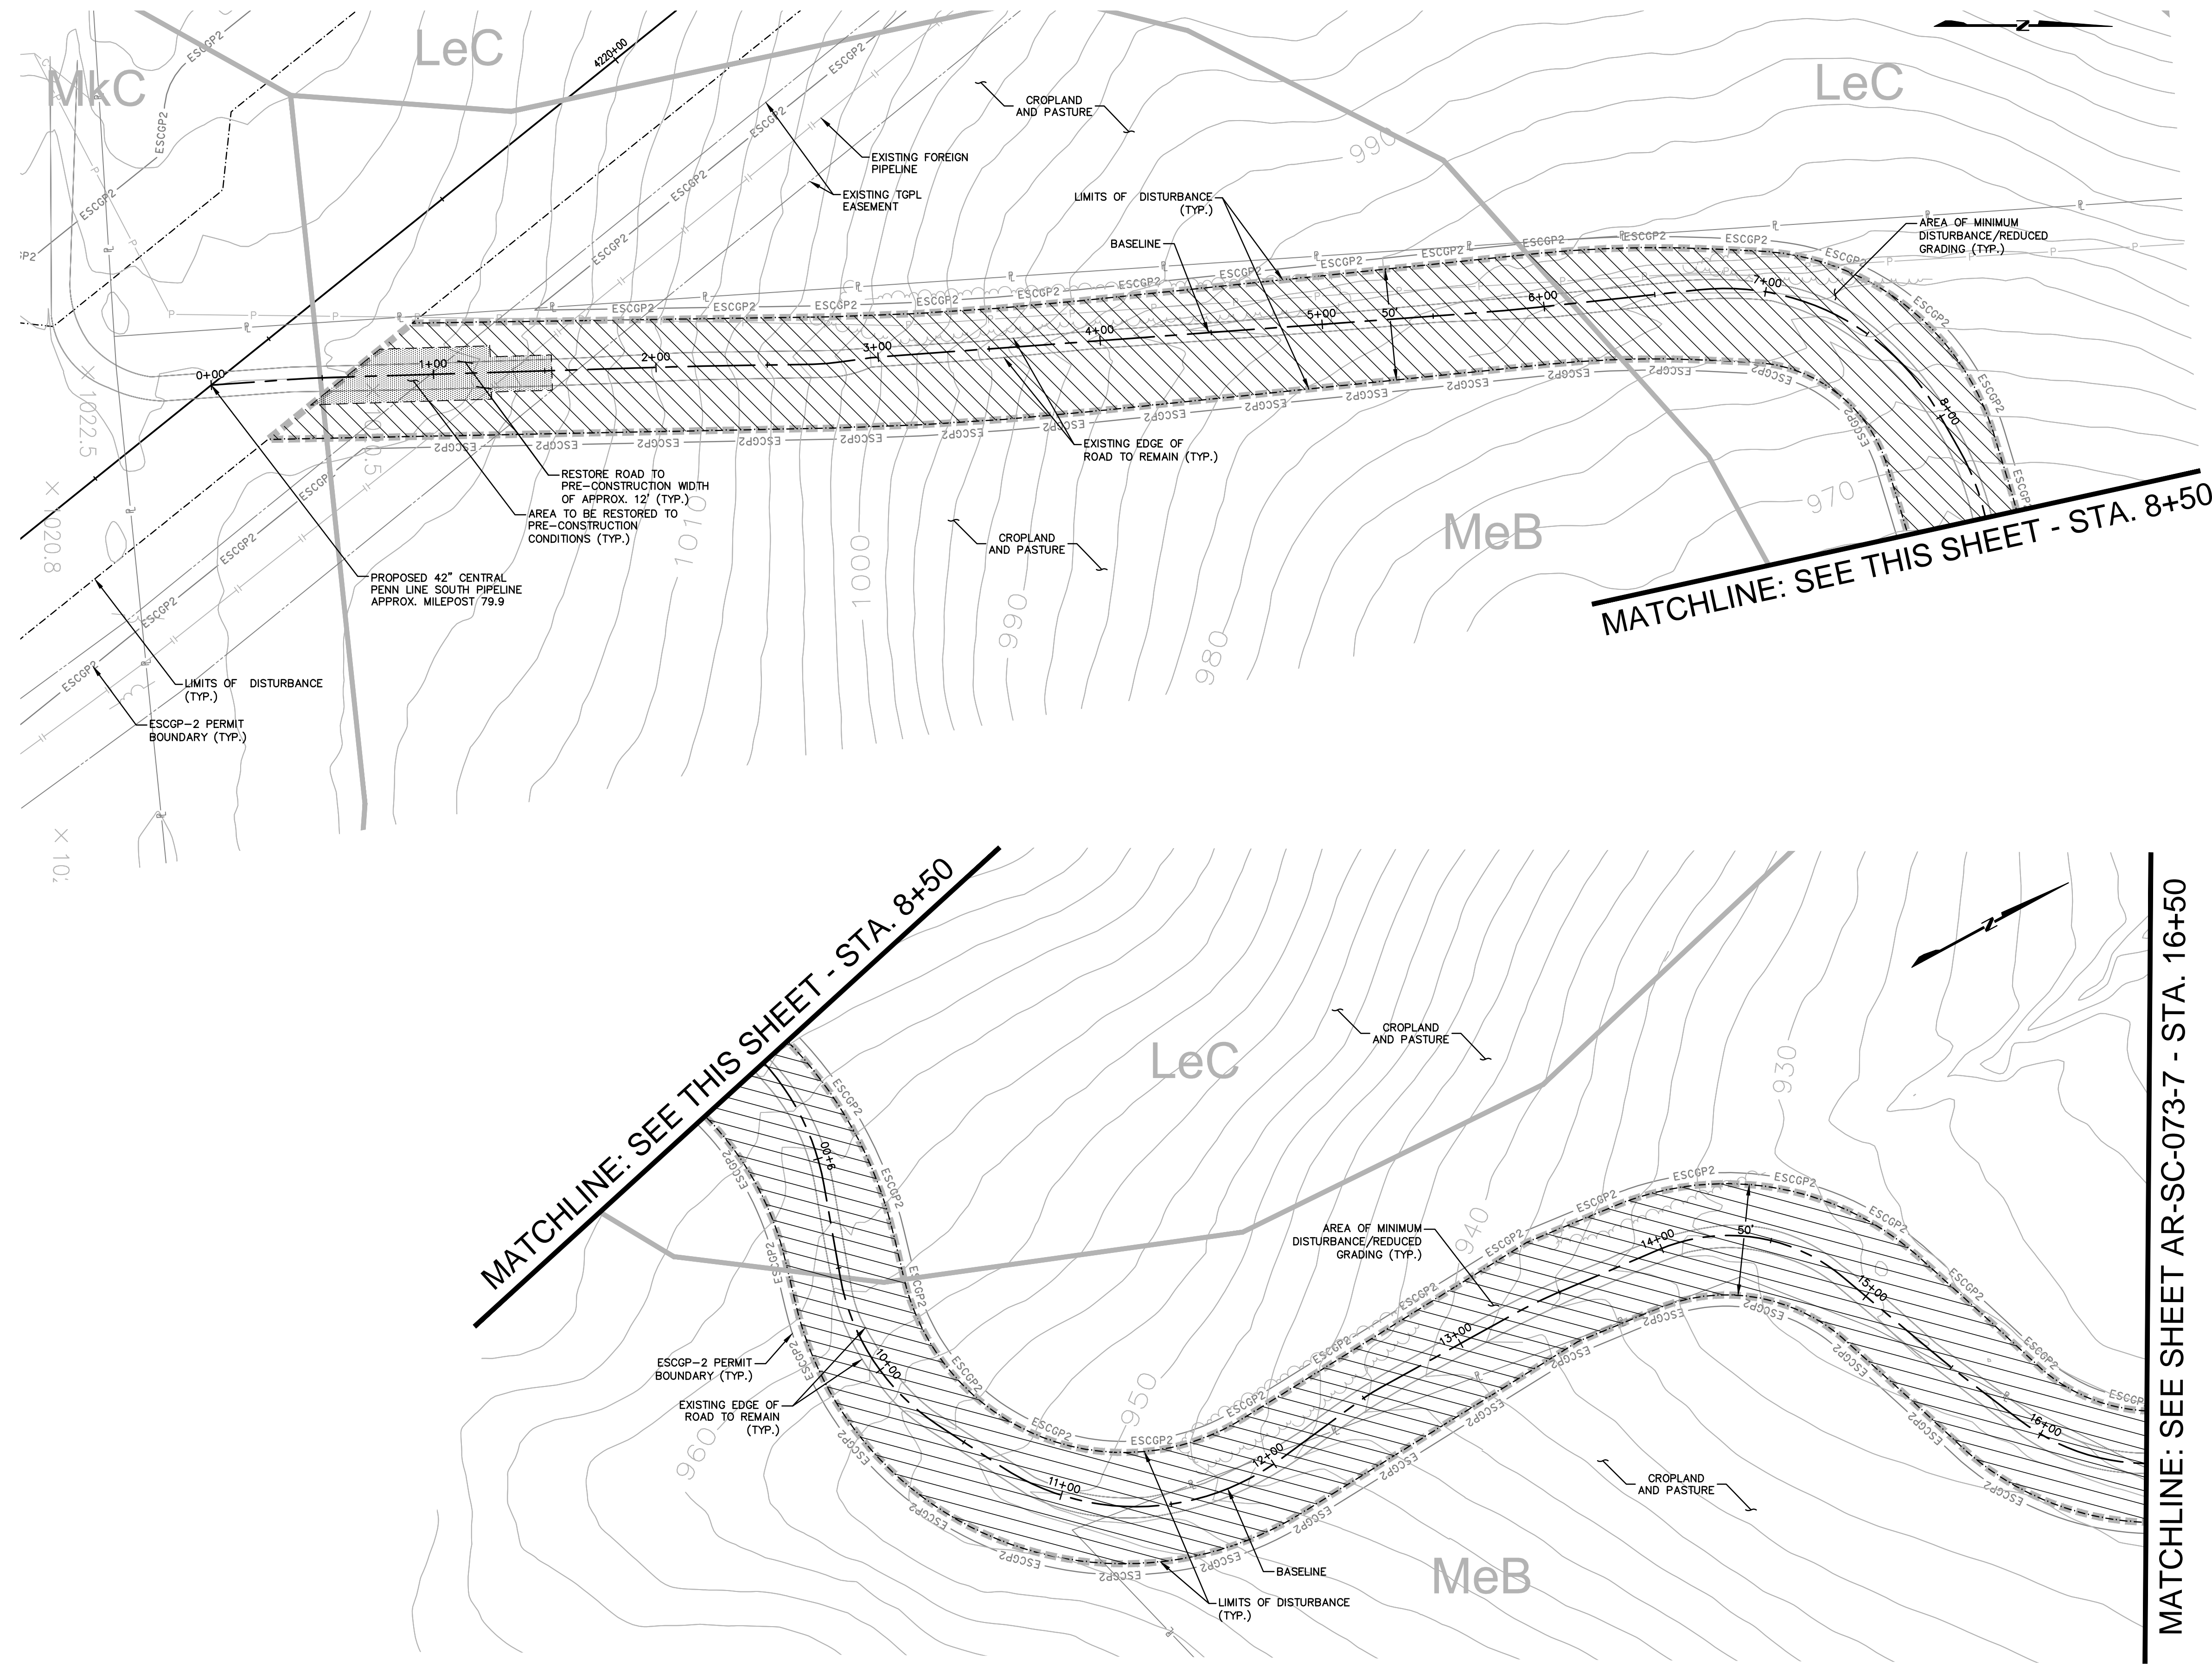 LeC
MkC
4220+00
ESCGP2
CROPLAND
AND PASTURE
LeC
990
EXISTING FOREIGN
PIPELINE
EXISTING TGPL
EASEMENT
LIMITS OF DISTURBANCE
(TYP.)
BASELINE
AREA OF MINIMUM
DISTURBANCE/REDUCED
GRADING (TYP.)
N
0+00
1+00
2+00
3+00
4+00
5+00
50'
6+00
7+00
8+00
× 1022.5
× 1020.8
EXISTING EDGE OF
ROAD TO REMAIN (TYP.)
RESTORE ROAD TO
PRE-CONSTRUCTION WIDTH
OF APPROX. 12' (TYP.)
AREA TO BE RESTORED TO
PRE-CONSTRUCTION
CONDITIONS (TYP.)
PROPOSED 42" CENTRAL
PENN LINE SOUTH PIPELINE
APPROX. MILEPOST 79.9
CROPLAND
AND PASTURE
1010
1000
990
980
970
MeB
MATCHLINE: SEE THIS SHEET - STA. 8+50
LIMITS OF DISTURBANCE
(TYP.)
ESCGP-2 PERMIT
BOUNDARY (TYP.)
MATCHLINE: SEE THIS SHEET - STA. 8+50
LeC
CROPLAND
AND PASTURE
930
N
MATCHLINE: SEE SHEET AR-SC-073-7 - STA. 16+50
9+00
ESCGP2
AREA OF MINIMUM
DISTURBANCE/REDUCED
GRADING (TYP.)
940
14+00
50'
15+00
13+00
10+00
ESCGP-2 PERMIT
BOUNDARY (TYP.)
EXISTING EDGE OF
ROAD TO REMAIN
(TYP.)
960
950
11+00
12+00
16+00
CROPLAND
AND PASTURE
MeB
BASELINE
LIMITS OF DISTURBANCE
(TYP.)